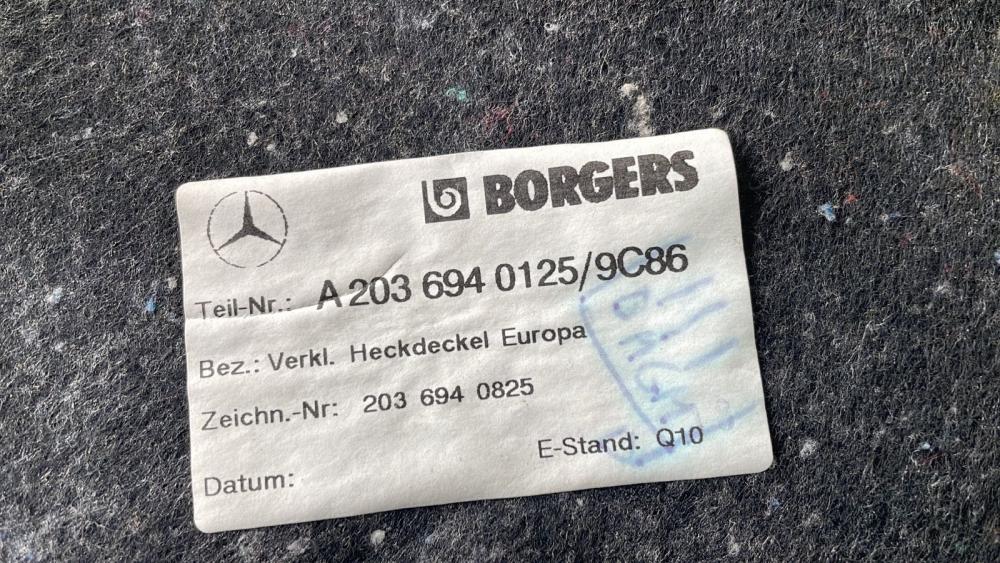 BORGERS
Teil-Nr.: A 203 694 0125/9C86
Bez.: Verkl. Heckdeckel Europa
Zeichn.-Nr: 203 694 0825
E-Stand: Q10
Datum: